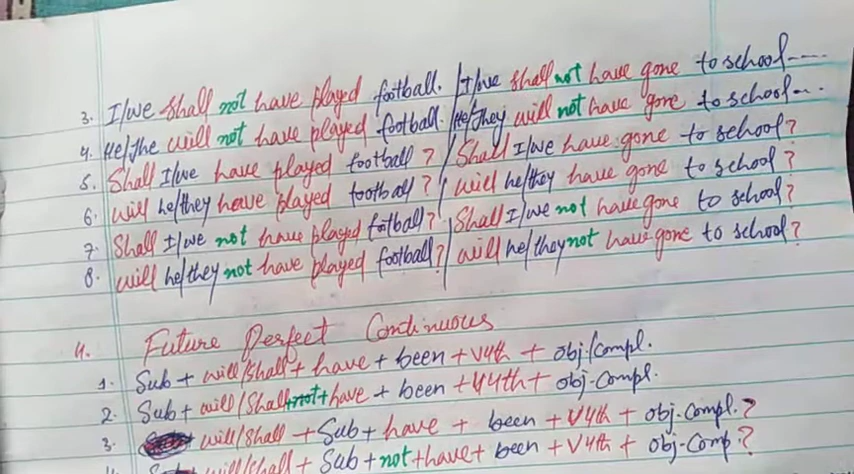 3. I/we shall not have played football. / I/we shall not have gone to school----
4. He/the will not have played football. / He/they will not have gone to school--.
5. Shall I/we have played football? / Shall I/we have gone to school?
6. will he/they have played football? / will he/they have gone to school?
7. Shall I/we not have played fotball? / Shall I/we not have gone to school?
8. will he/they not have played football? / will he/they not have gone to school?
4. Future Perfect Continuous
1. Sub + will/shall + have + been + V4th + obj./compl.
2. Sub + will/shall + not + have + been + V4th + obj-compl.
3. will/shall + Sub + have + been + V4th + obj-compl.?
will/shall + Sub + not + have + been + V4th + obj-Comp.?